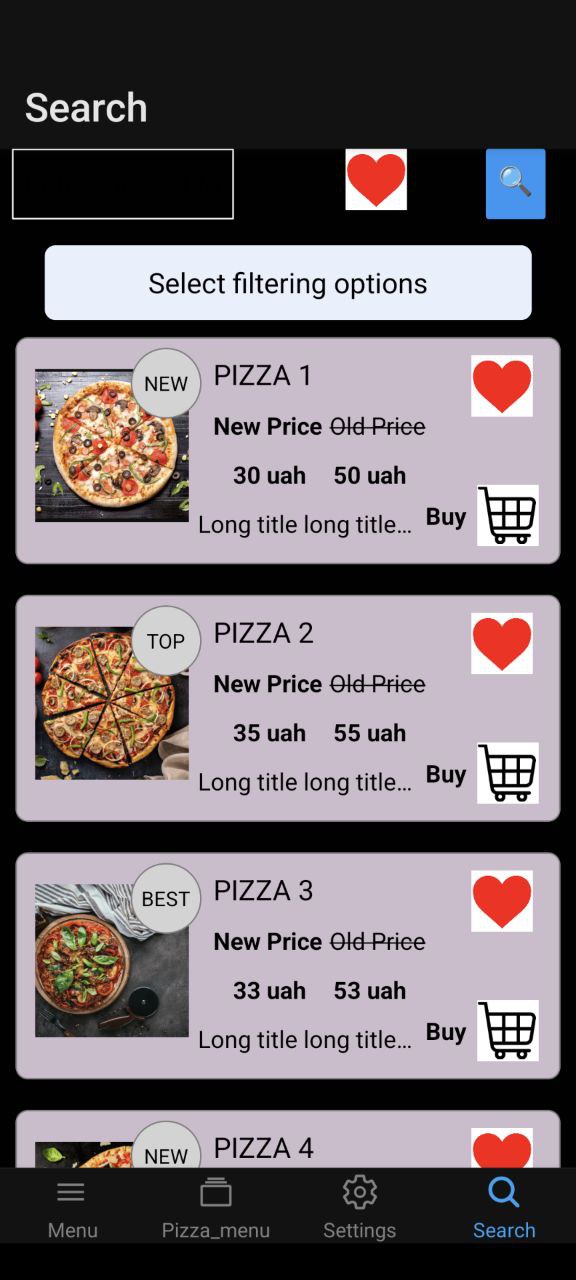 Search
Select filtering options
NEW
PIZZA 1
New Price Old Price
30 uah 50 uah
Long title long title... Buy
TOP
PIZZA 2
New Price Old Price
35 uah 55 uah
Long title long title... Buy
BEST
PIZZA 3
New Price Old Price
33 uah 53 uah
Long title long title... Buy
NEW
PIZZA 4
Menu Pizza_menu Settings Search